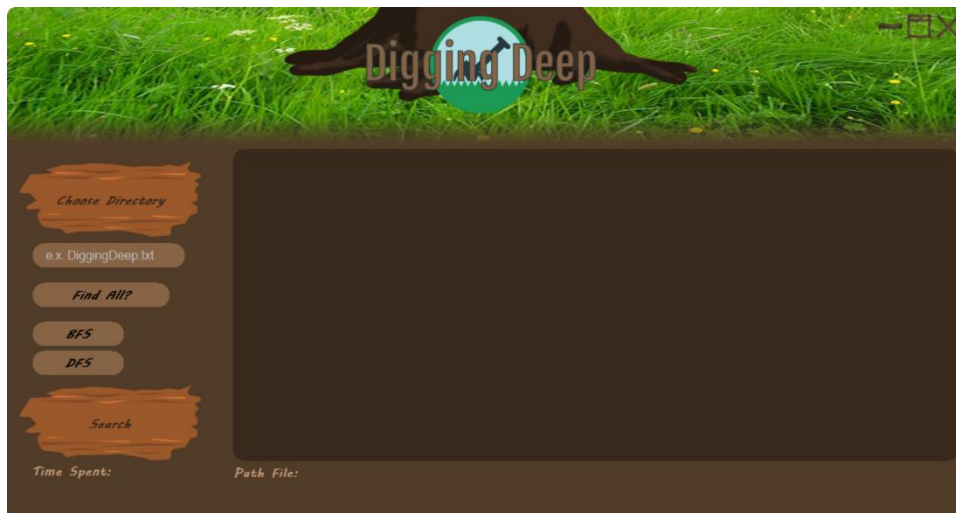 Digging Deep
Choose Directory
e.x. DiggingDeep.txt
Find All?
BFS
DFS
Search
Time Spent:
Path File: